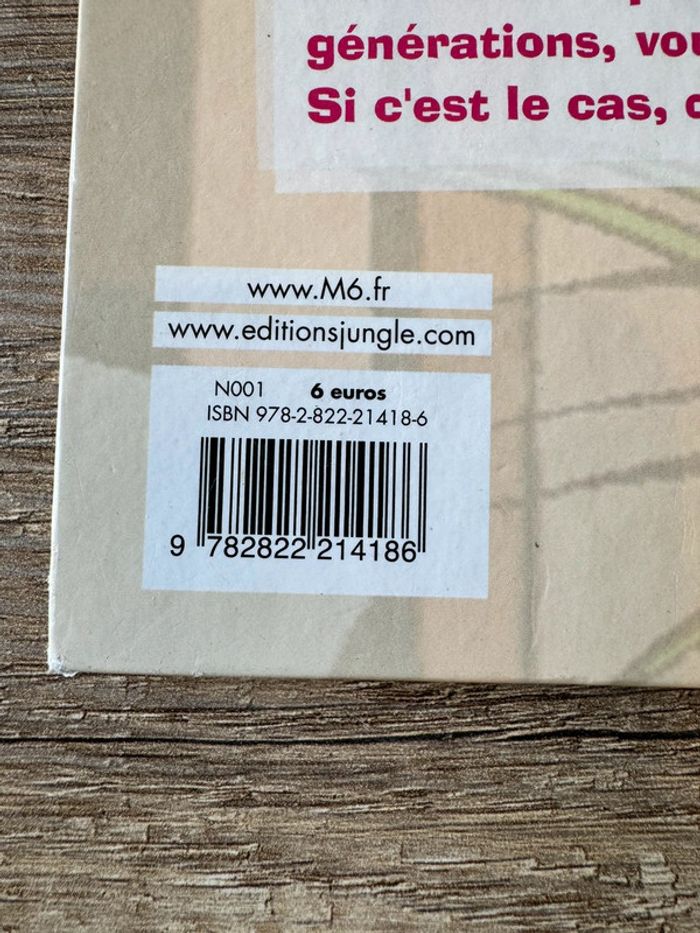 générations,
Si c'est le cas,
www.M6.fr
www.editionsjungle.com
N001 6 euros
ISBN 978-2-822-21418-6
9 782822 214186